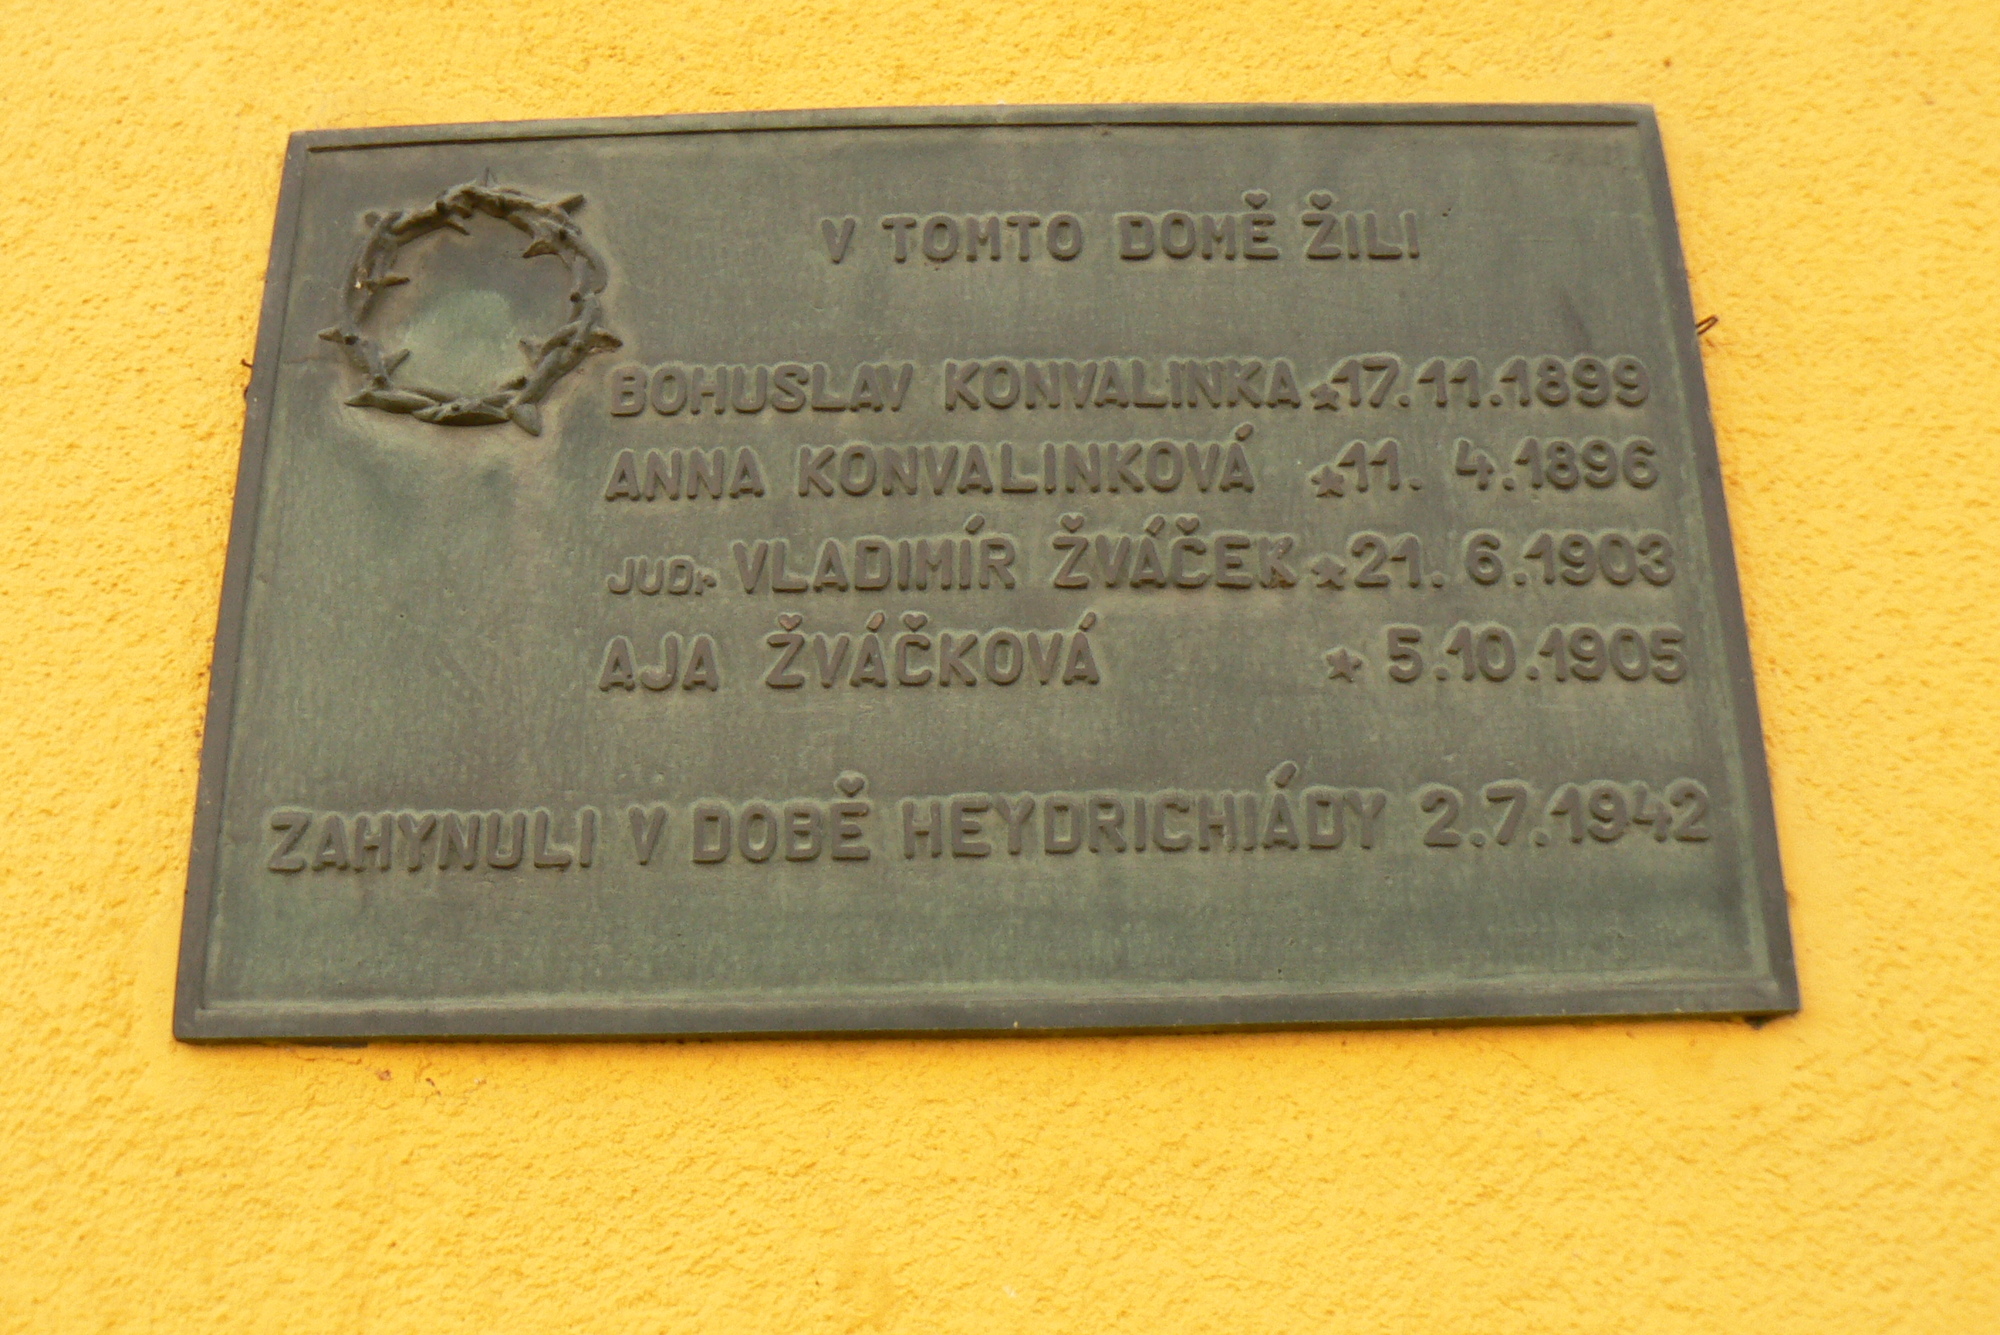 V TOMTO DOMĚ ŽILI
BOHUSLAV KONVALINKA ★17.11.1899
ANNA KONVALINKOVÁ ★11. 4.1896
JUDr VLADIMÍR ŽVÁČEK ★21. 6.1903
AJA ŽVÁČKOVÁ ★ 5.10.1905
ZAHYNULI V DOBĚ HEYDRICHIÁDY 2.7.1942